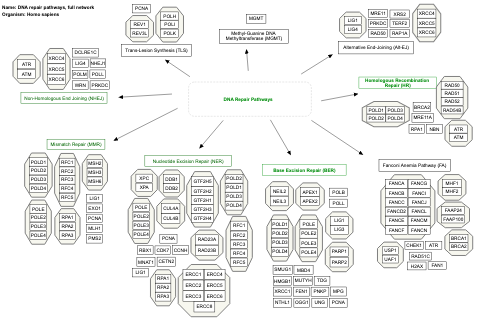 Name: DNA repair pathways, full network
Organism: Homo sapiens
PCNA
REV1
REV3L
POLH
POLI
POLK
Trans-Lesion Synthesis (TLS)
MGMT
Methyl-Guanine DNA
Methyltransferase (MGMT)
LIG1
LIG4
MRE11
XRS2
PRKDC
TERF2
RAD50
RAP1A
XRCC4
XRCC5
XRCC6
Alternative End-Joining (Alt-EJ)
ATR
ATM
XRCC4
XRCC5
XRCC6
DCLRE1C
LIG4
NHEJ1
POLM
POLL
WRN
PRKDC
Non-Homologous End Joining (NHEJ)
DNA Repair Pathways
Homologous Recombination
Repair (HR)
POLD1
POLD2
POLD3
POLD4
BRCA2
MRE11A
RPA1
NBN
RAD50
RAD51
RAD52
RAD54B
ATR
ATM
Mismatch Repair (MMR)
POLD1
POLD2
POLD3
POLD4
RFC1
RFC2
RFC3
RFC4
RFC5
MSH2
MSH3
MSH6
POLE
POLE2
POLE3
POLE4
RPA1
RPA2
RPA3
LIG1
EXO1
PCNA
MLH1
PMS2
Nucleotide Excision Repair (NER)
XPC
XPA
DDB1
DDB2
GTF2H5
GTF2H1
GTF2H2
GTF2H3
GTF2H4
POLD1
POLD2
POLD3
POLD4
POLE
POLE2
POLE3
POLE4
CUL4A
CUL4B
PCNA
RBX1
CDK7
CCNH
MNAT1
CETN2
LIG1
RAD23A
RAD23B
RFC1
RFC2
RFC3
RFC4
RFC5
RPA1
RPA2
RPA3
ERCC1
ERCC4
ERCC2
ERCC5
ERCC3
ERCC6
ERCC8
Base Excision Repair (BER)
NEIL2
NEIL3
APEX1
APEX2
POLB
POLL
POLD1
POLD2
POLD3
POLD4
POLE
POLE2
POLE3
POLE4
LIG1
LIG3
PARP1
PARP2
SMUG1
MBD4
HMGB1
MUTYH
TDG
XRCC1
FEN1
PNKP
MPG
NTHL1
OGG1
UNG
PCNA
Fanconi Anemia Pathway (FA)
FANCA
FANCG
FANCB
FANCI
FANCC
FANCL
FANCD2
FANCM
FANCE
FANCF
FANCN
MHF1
MHF2
FAAP24
FAAP100
BRCA1
BRCA2
USP1
UAF1
CHEK1
ATR
RAD51C
H2AX
FAN1